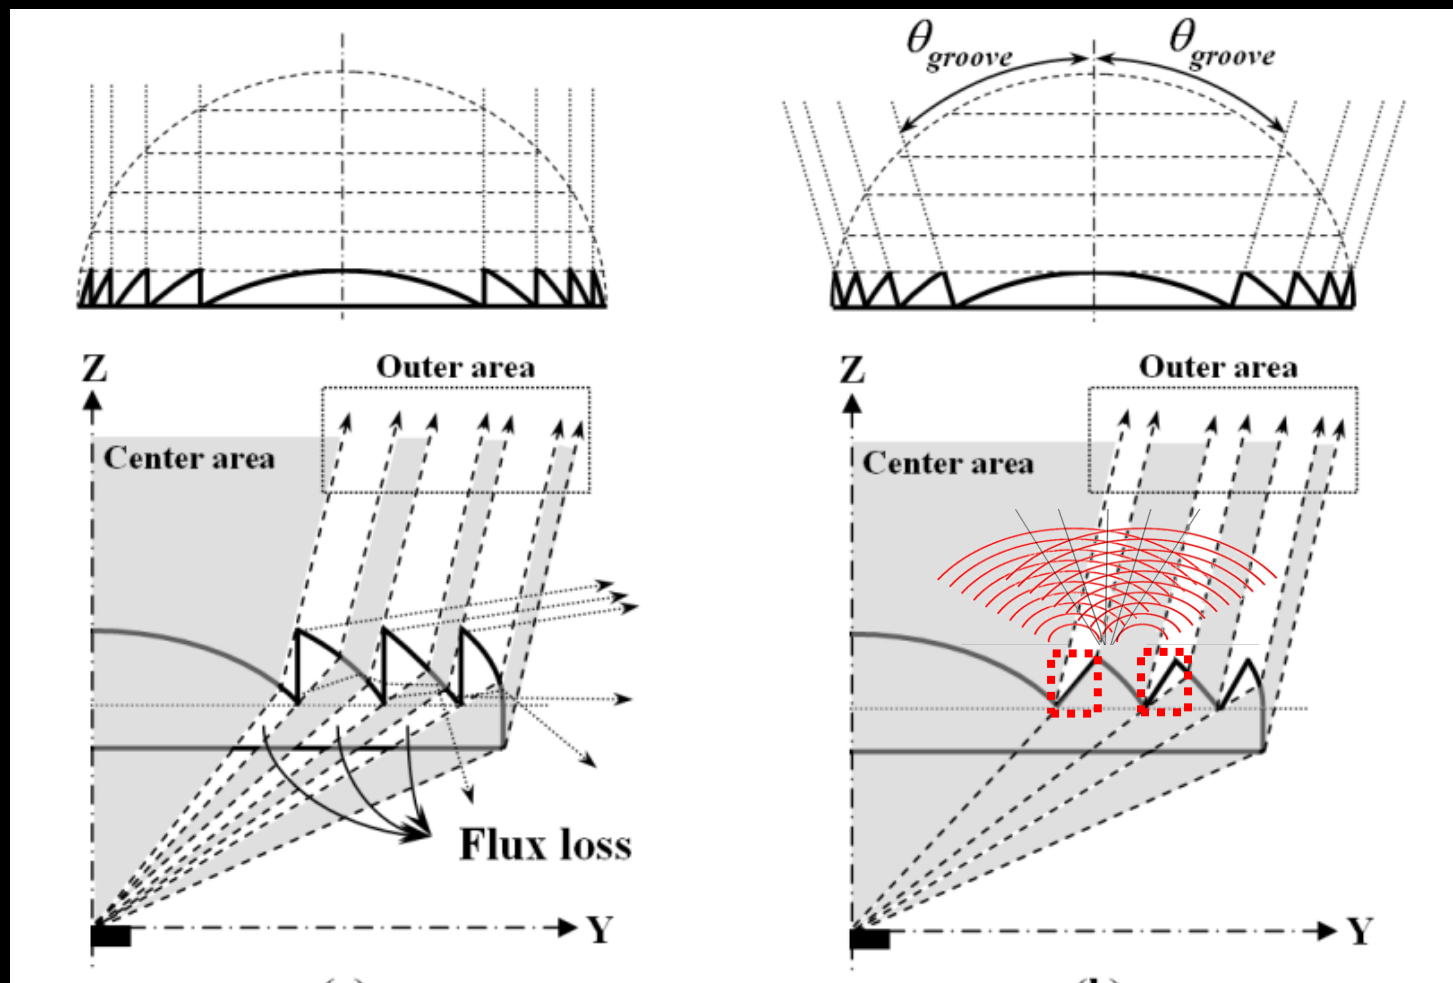 θgroove θgroove
Z
Outer area
Center area
Flux loss
Y
Z
Outer area
Center area
Y